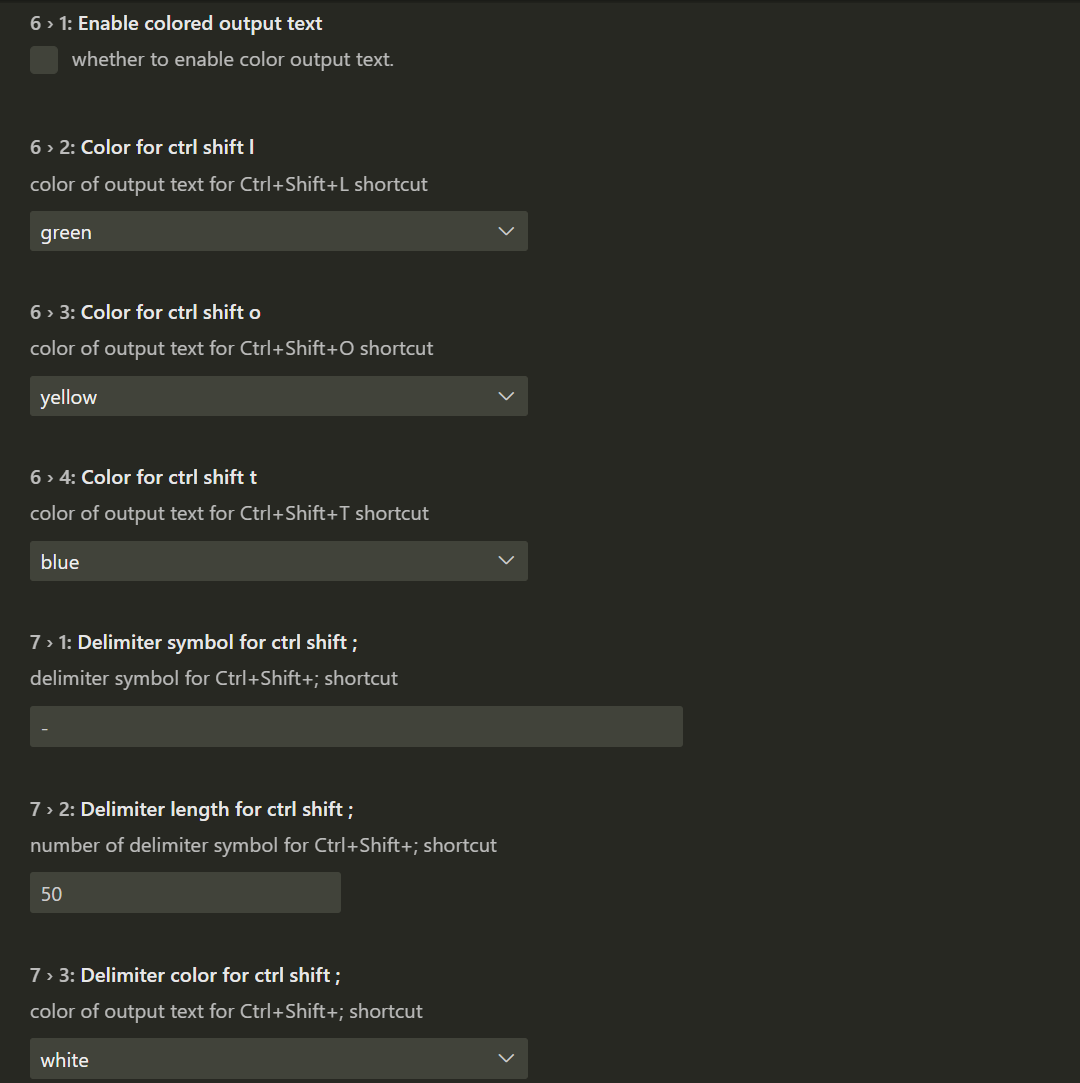 6 › 1: Enable colored output text
whether to enable color output text.
6 › 2: Color for ctrl shift l
color of output text for Ctrl+Shift+L shortcut
green
6 › 3: Color for ctrl shift o
color of output text for Ctrl+Shift+O shortcut
yellow
6 › 4: Color for ctrl shift t
color of output text for Ctrl+Shift+T shortcut
blue
7 › 1: Delimiter symbol for ctrl shift ;
delimiter symbol for Ctrl+Shift+; shortcut
-
7 › 2: Delimiter length for ctrl shift ;
number of delimiter symbol for Ctrl+Shift+; shortcut
50
7 › 3: Delimiter color for ctrl shift ;
color of output text for Ctrl+Shift+; shortcut
white